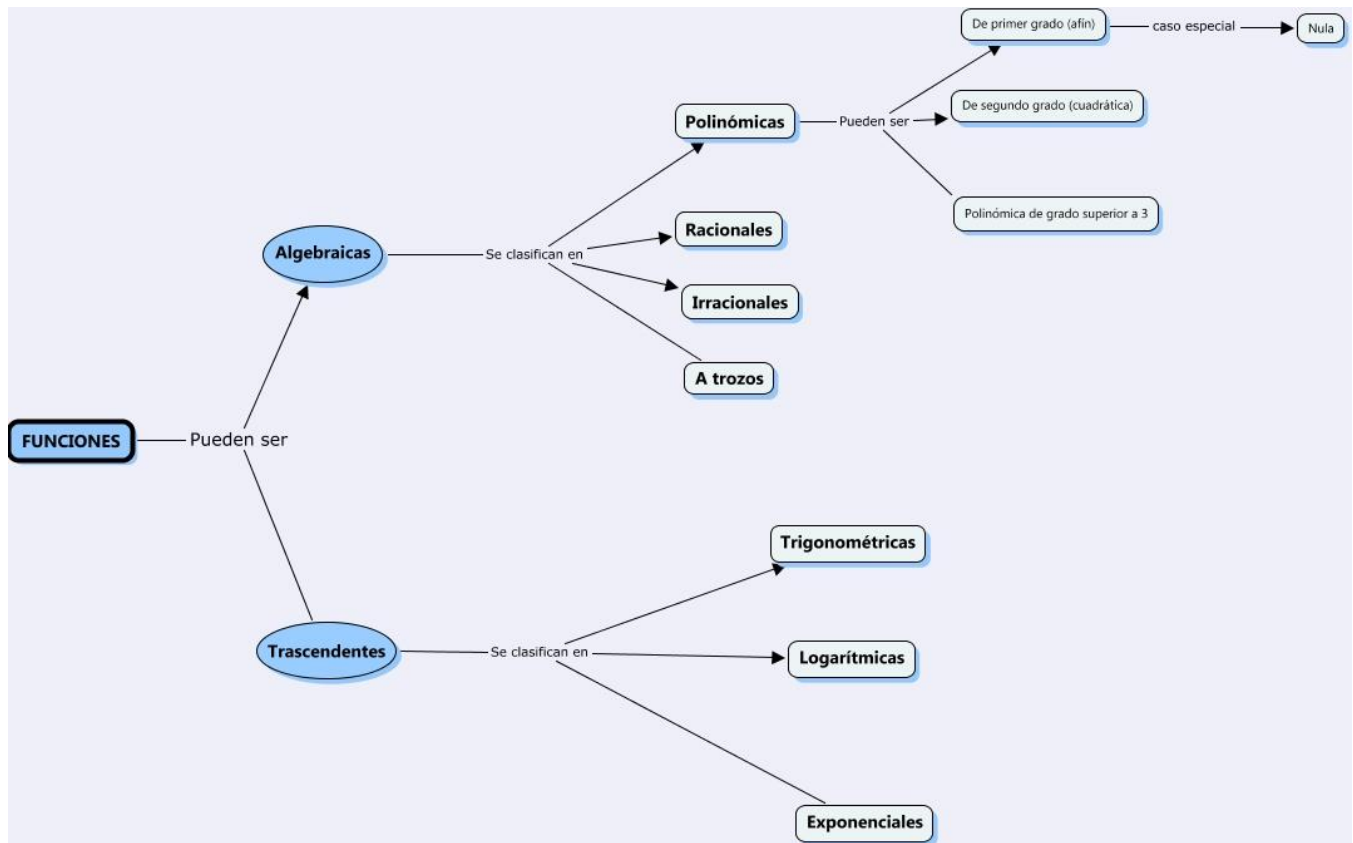 FUNCIONES
Pueden ser
Algebraicas
Se clasifican en
Polinómicas
Pueden ser
De primer grado (afín)
caso especial
Nula
De segundo grado (cuadrática)
Polinómica de grado superior a 3
Racionales
Irracionales
A trozos
Trascendentes
Se clasifican en
Trigonométricas
Logarítmicas
Exponenciales